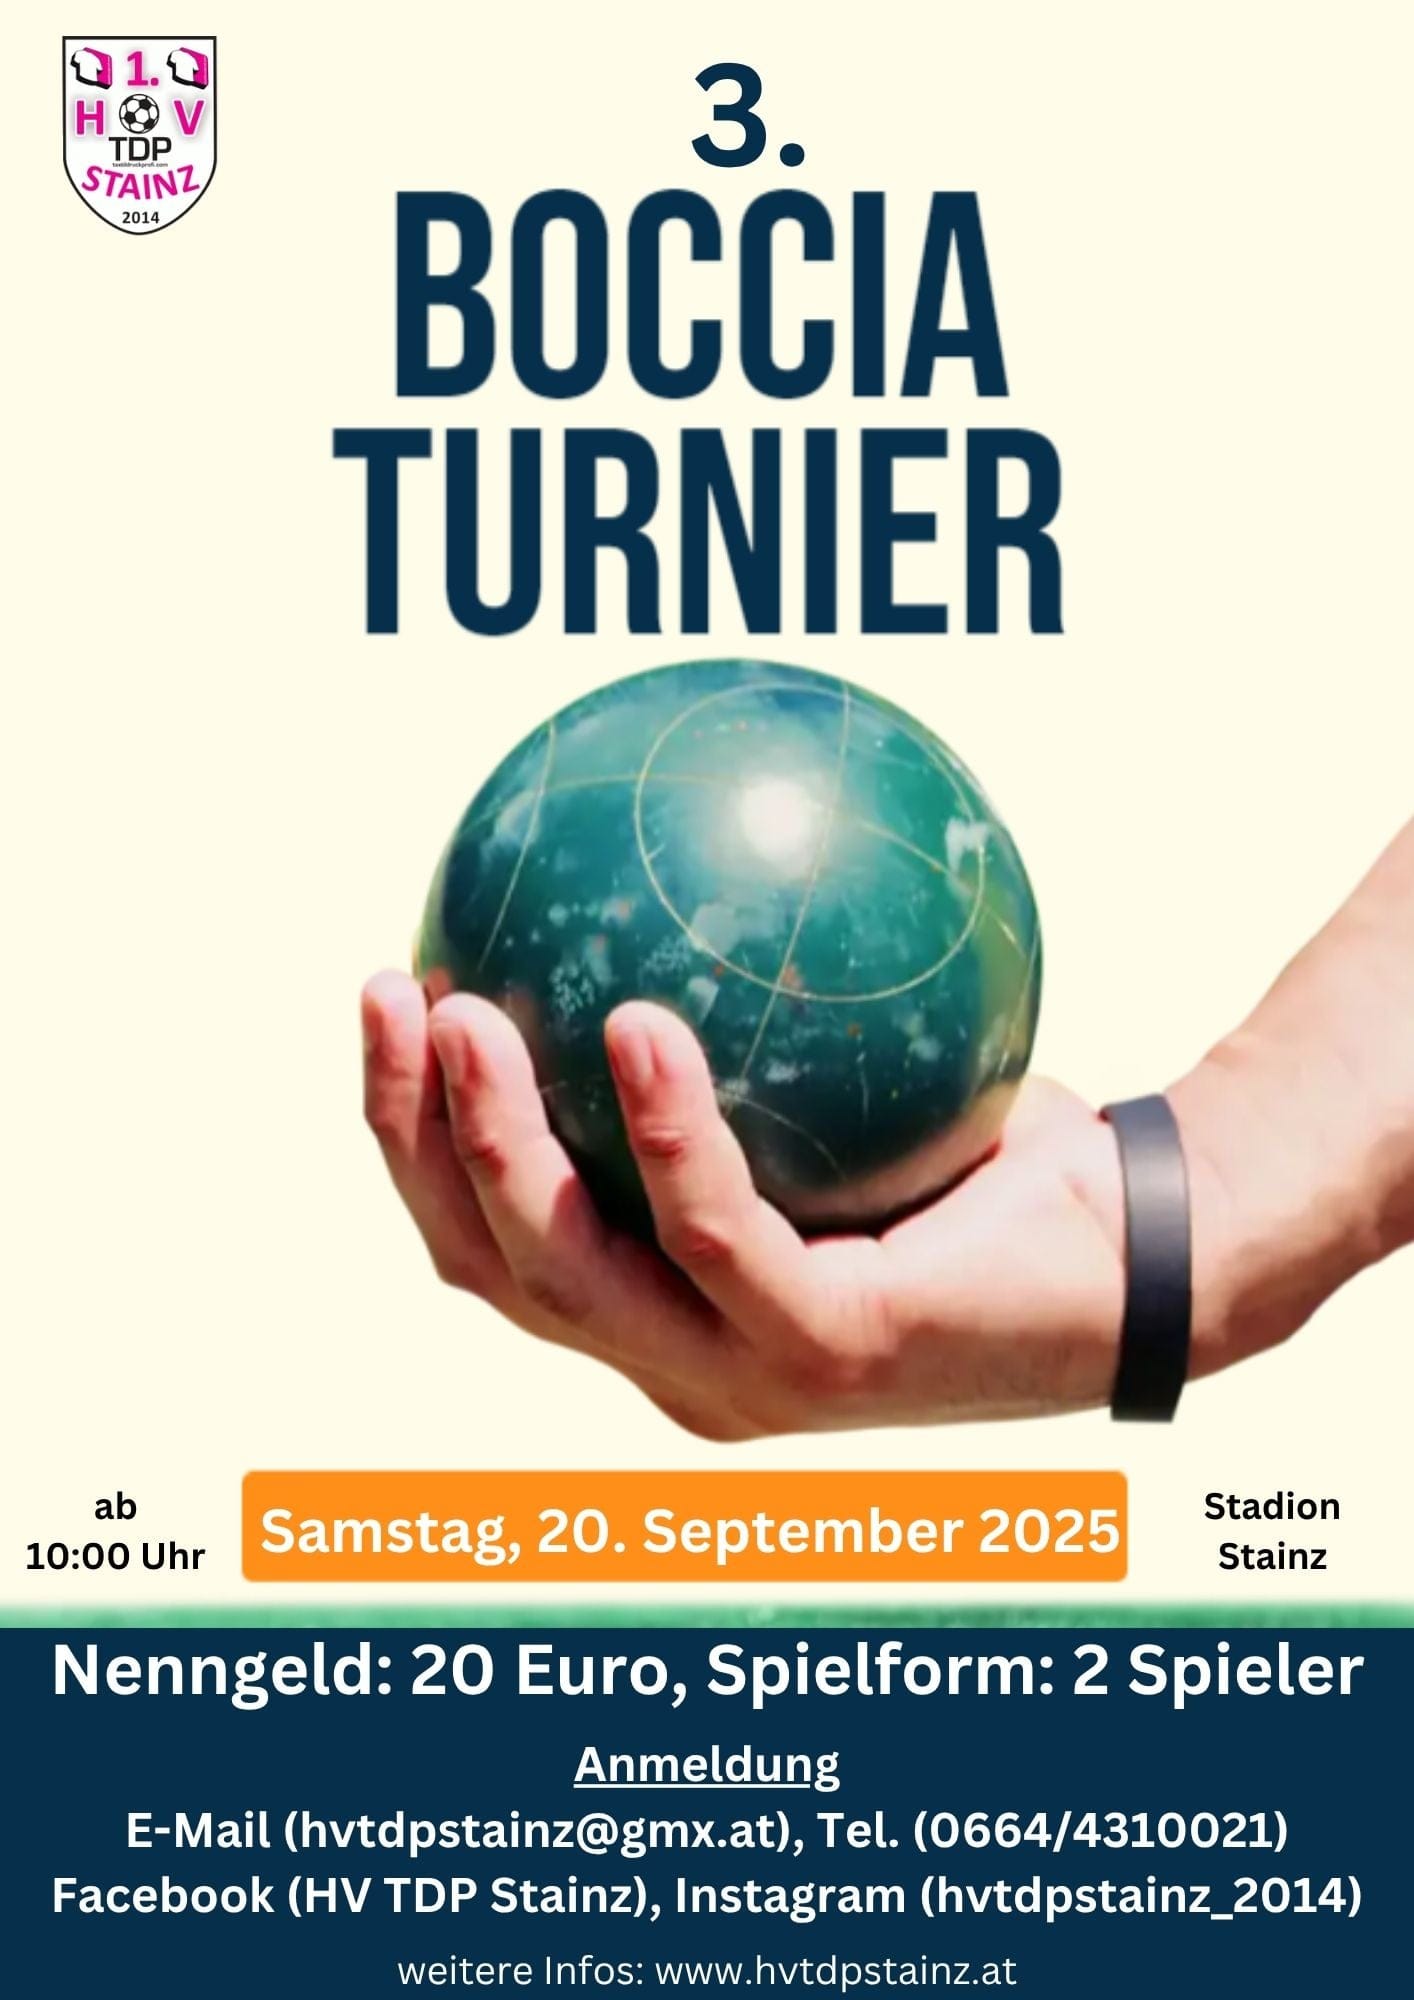 1.
H V
TDP
textildruckprofi.com
STAINZ
2014
3.
BOCCIA
TURNIER
ab
10:00 Uhr
Samstag, 20. September 2025
Stadion
Stainz
Nenngeld: 20 Euro, Spielform: 2 Spieler
Anmeldung
E-Mail (hvtdpstainz@gmx.at), Tel. (0664/4310021)
Facebook (HV TDP Stainz), Instagram (hvtdpstainz_2014)
weitere Infos: www.hvtdpstainz.at